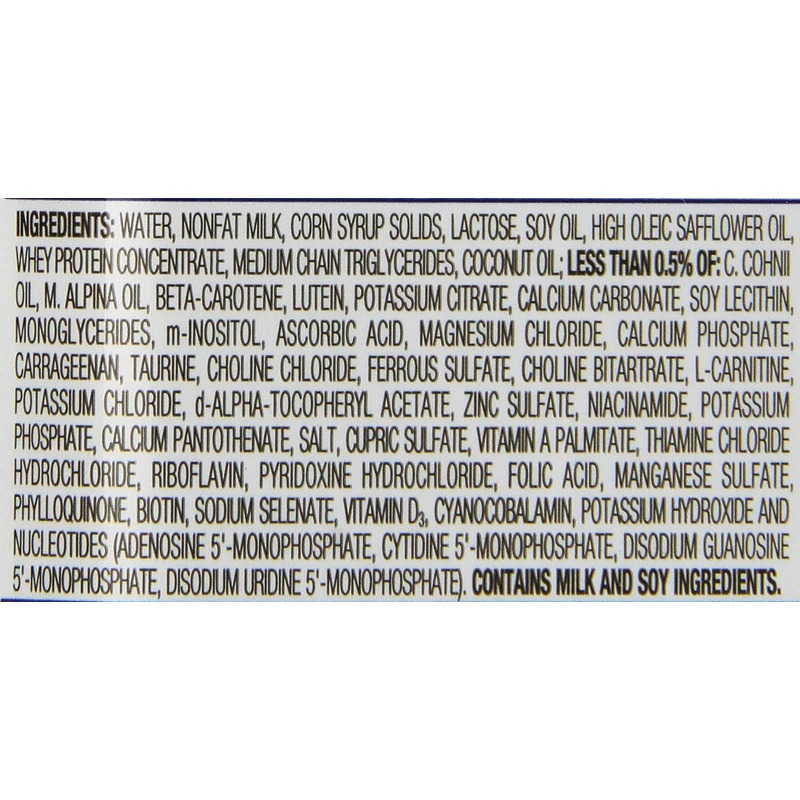 INGREDIENTS: WATER, NONFAT MILK, CORN SYRUP SOLIDS, LACTOSE, SOY OIL, HIGH OLEIC SAFFLOWER OIL,
WHEY PROTEIN CONCENTRATE, MEDIUM CHAIN TRIGLYCERIDES, COCONUT OIL; LESS THAN 0.5% OF: C. COHNII
OIL, M. ALPINA OIL, BETA-CAROTENE, LUTEIN, POTASSIUM CITRATE, CALCIUM CARBONATE, SOY LECITHIN,
MONOGLYCERIDES, m-INOSITOL, ASCORBIC ACID, MAGNESIUM CHLORIDE, CALCIUM PHOSPHATE,
CARRAGEENAN, TAURINE, CHOLINE CHLORIDE, FERROUS SULFATE, CHOLINE BITARTRATE, L-CARNITINE,
POTASSIUM CHLORIDE, d-ALPHA-TOCOPHERYL ACETATE, ZINC SULFATE, NIACINAMIDE, POTASSIUM
PHOSPHATE, CALCIUM PANTOTHENATE, SALT, CUPRIC SULFATE, VITAMIN A PALMITATE, THIAMINE CHLORIDE
HYDROCHLORIDE, RIBOFLAVIN, PYRIDOXINE HYDROCHLORIDE, FOLIC ACID, MANGANESE SULFATE,
PHYLLOQUINONE, BIOTIN, SODIUM SELENATE, VITAMIN D₃, CYANOCOBALAMIN, POTASSIUM HYDROXIDE AND
NUCLEOTIDES (ADENOSINE 5'-MONOPHOSPHATE, CYTIDINE 5'-MONOPHOSPHATE, DISODIUM GUANOSINE
5'-MONOPHOSPHATE, DISODIUM URIDINE 5'-MONOPHOSPHATE). CONTAINS MILK AND SOY INGREDIENTS.